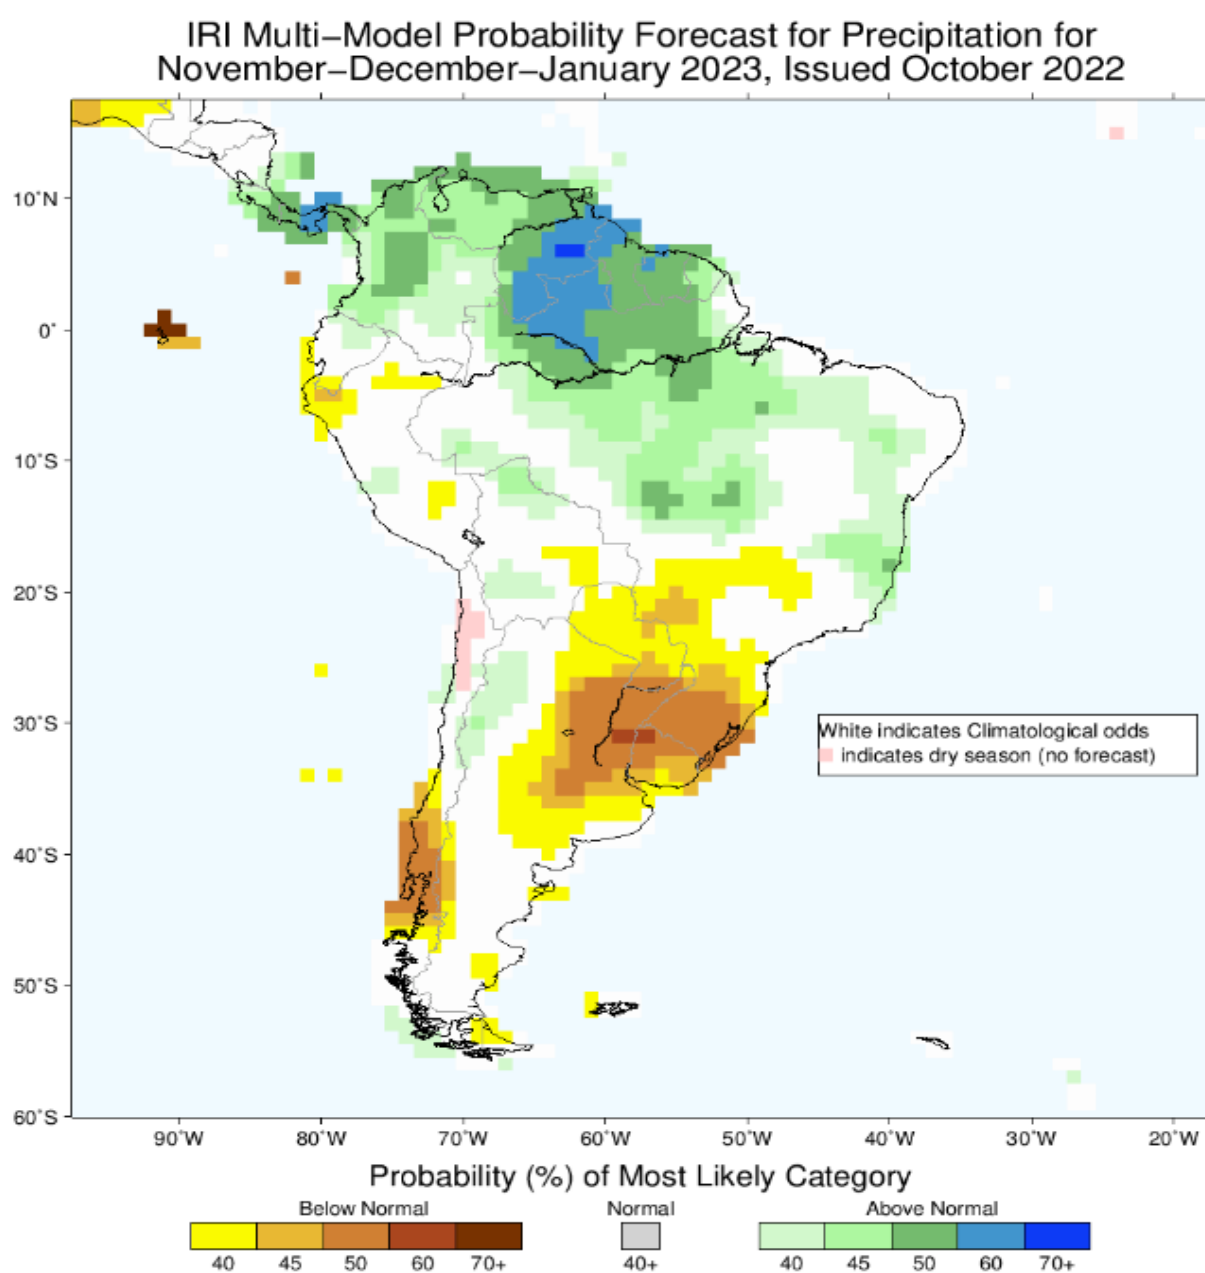 IRI Multi−Model Probability Forecast for Precipitation for
November−December−January 2023, Issued October 2022
10˚N
0˚
10˚S
20˚S
30˚S
40˚S
50˚S
60˚S
White indicates Climatological odds
indicates dry season (no forecast)
90˚W 80˚W 70˚W 60˚W 50˚W 40˚W 30˚W 20˚W
Probability (%) of Most Likely Category
Below Normal Normal Above Normal
40 45 50 60 70+ 40+ 40 45 50 60 70+